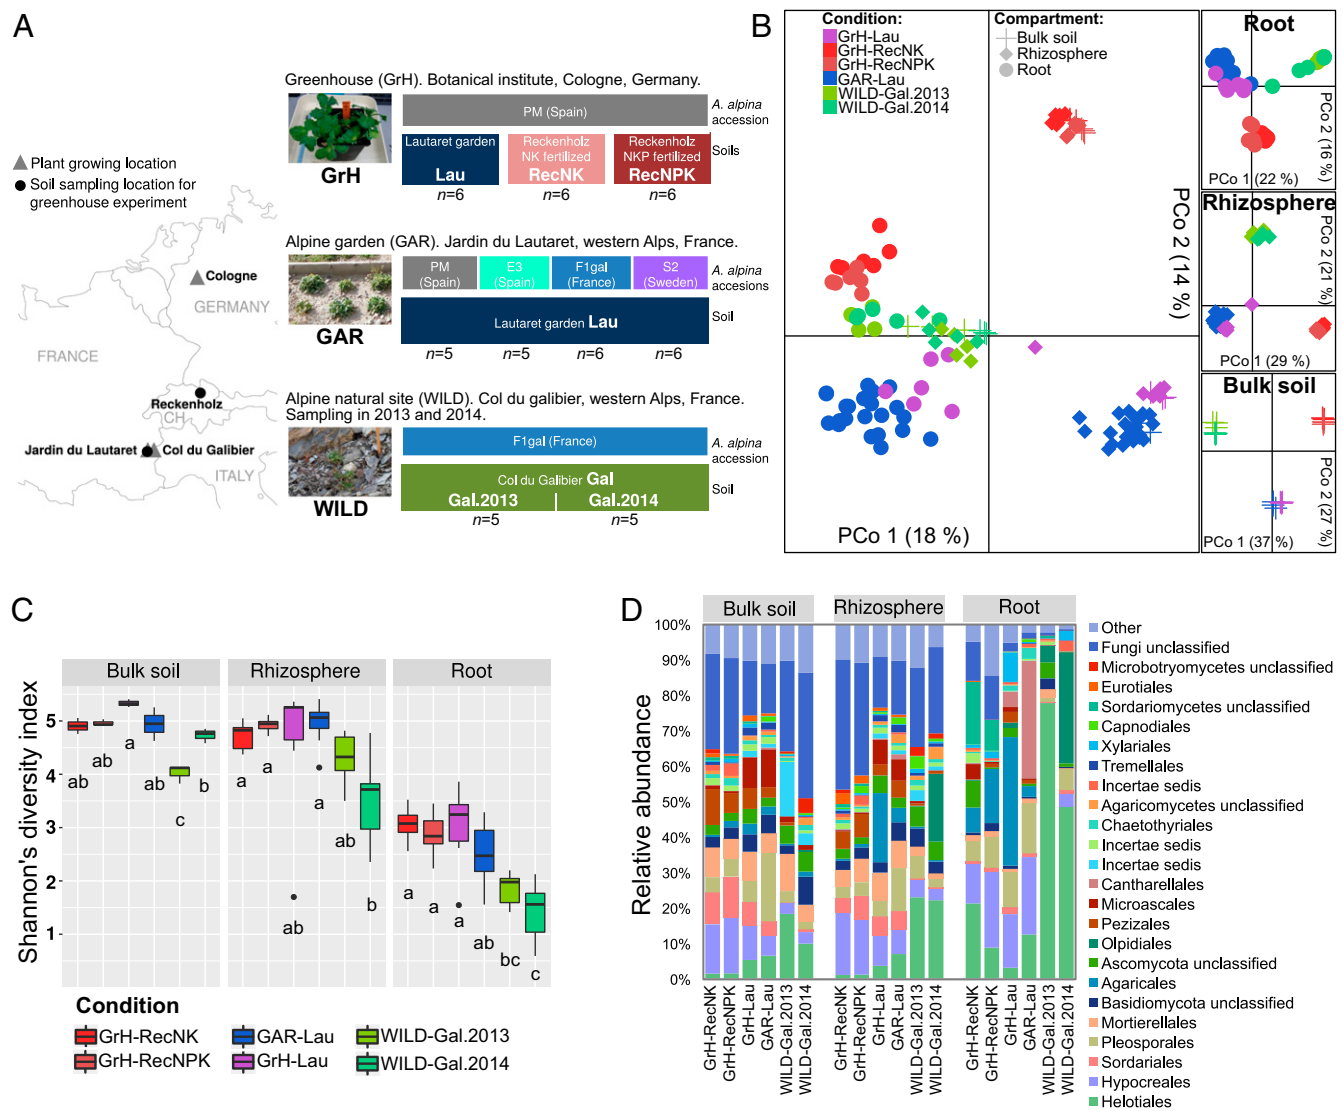 A
Greenhouse (GrH). Botanical institute, Cologne, Germany.
PM (Spain)
A. alpina
accession
Lautaret garden
Lau
Reckenholz
NK fertilized
RecNK
Reckenholz
NKP fertilized
RecNPK
Soils
GrH
n=6
n=6
n=6
Plant growing location
Soil sampling location for
greenhouse experiment
Alpine garden (GAR). Jardin du Lautaret, western Alps, France.
PM
(Spain)
E3
(Spain)
F1gal
(France)
S2
(Sweden)
A. alpina
accesions
Lautaret garden Lau
Soil
GAR
n=5
n=5
n=6
n=6
Cologne
GERMANY
FRANCE
Reckenholz
CH
Jardin du Lautaret
Col du Galibier
ITALY
Alpine natural site (WILD). Col du galibier, western Alps, France.
Sampling in 2013 and 2014.
F1gal (France)
A. alpina
accession
Col du Galibier Gal
Gal.2013
Gal.2014
Soil
WILD
n=5
n=5
B
Condition:
GrH-Lau
GrH-RecNK
GrH-RecNPK
GAR-Lau
WILD-Gal.2013
WILD-Gal.2014
Compartment:
Bulk soil
Rhizosphere
Root
PCo 2 (14 %)
PCo 1 (18 %)
Root
PCo 2 (16 %)
PCo 1 (22 %)
Rhizosphere
PCo 2 (21 %)
PCo 1 (29 %)
Bulk soil
PCo 2 (27 %)
PCo 1 (37 %)
C
Bulk soil
Rhizosphere
Root
Shannon's diversity index
5
4
3
2
1
ab
ab
a
ab
c
b
a
a
ab
a
ab
b
a
a
a
ab
bc
c
Condition
GrH-RecNK
GAR-Lau
WILD-Gal.2013
GrH-RecNPK
GrH-Lau
WILD-Gal.2014
D
Bulk soil
Rhizosphere
Root
Relative abundance
100%
90%
80%
70%
60%
50%
40%
30%
20%
10%
0%
GrH-RecNK
GrH-RecNPK
GrH-Lau
GAR-Lau
WILD-Gal.2013
WILD-Gal.2014
GrH-RecNK
GrH-RecNPK
GrH-Lau
GAR-Lau
WILD-Gal.2013
WILD-Gal.2014
GrH-RecNK
GrH-RecNPK
GrH-Lau
GAR-Lau
WILD-Gal.2013
WILD-Gal.2014
Other
Fungi unclassified
Microbotryomycetes unclassified
Eurotiales
Sordariomycetes unclassified
Capnodiales
Xylariales
Tremellales
Incertae sedis
Agaricomycetes unclassified
Chaetothyriales
Incertae sedis
Incertae sedis
Cantharellales
Microascales
Pezizales
Olpidiales
Ascomycota unclassified
Agaricales
Basidiomycota unclassified
Mortierellales
Pleosporales
Sordariales
Hypocreales
Helotiales